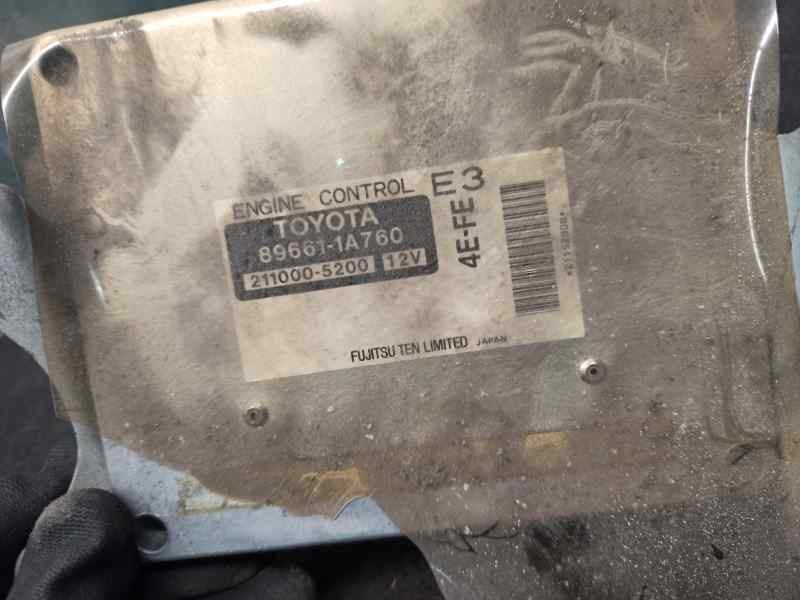 ENGINE CONTROL E3
TOYOTA
89661-1A760
211000-5200 12V
4E-FE
FUJITSU TEN LIMITED JAPAN